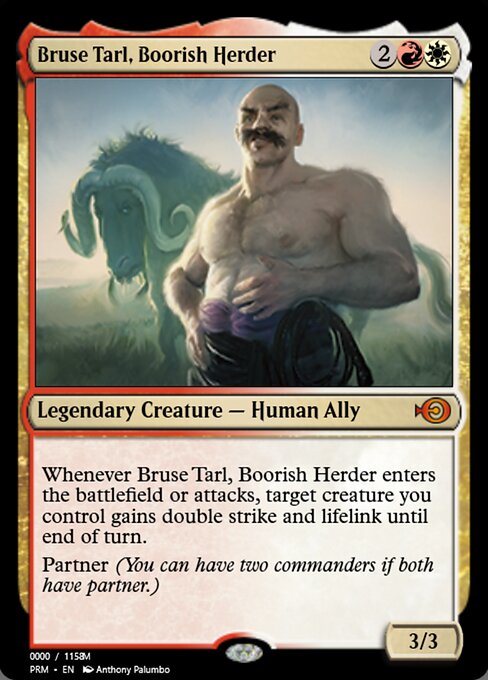 Bruse Tarl, Boorish Herder 2
Legendary Creature — Human Ally
Whenever Bruse Tarl, Boorish Herder enters
the battlefield or attacks, target creature you
control gains double strike and lifelink until
end of turn.
Partner (You can have two commanders if both
have partner.)
3/3
0000 / 1158M
PRM • EN Anthony Palumbo